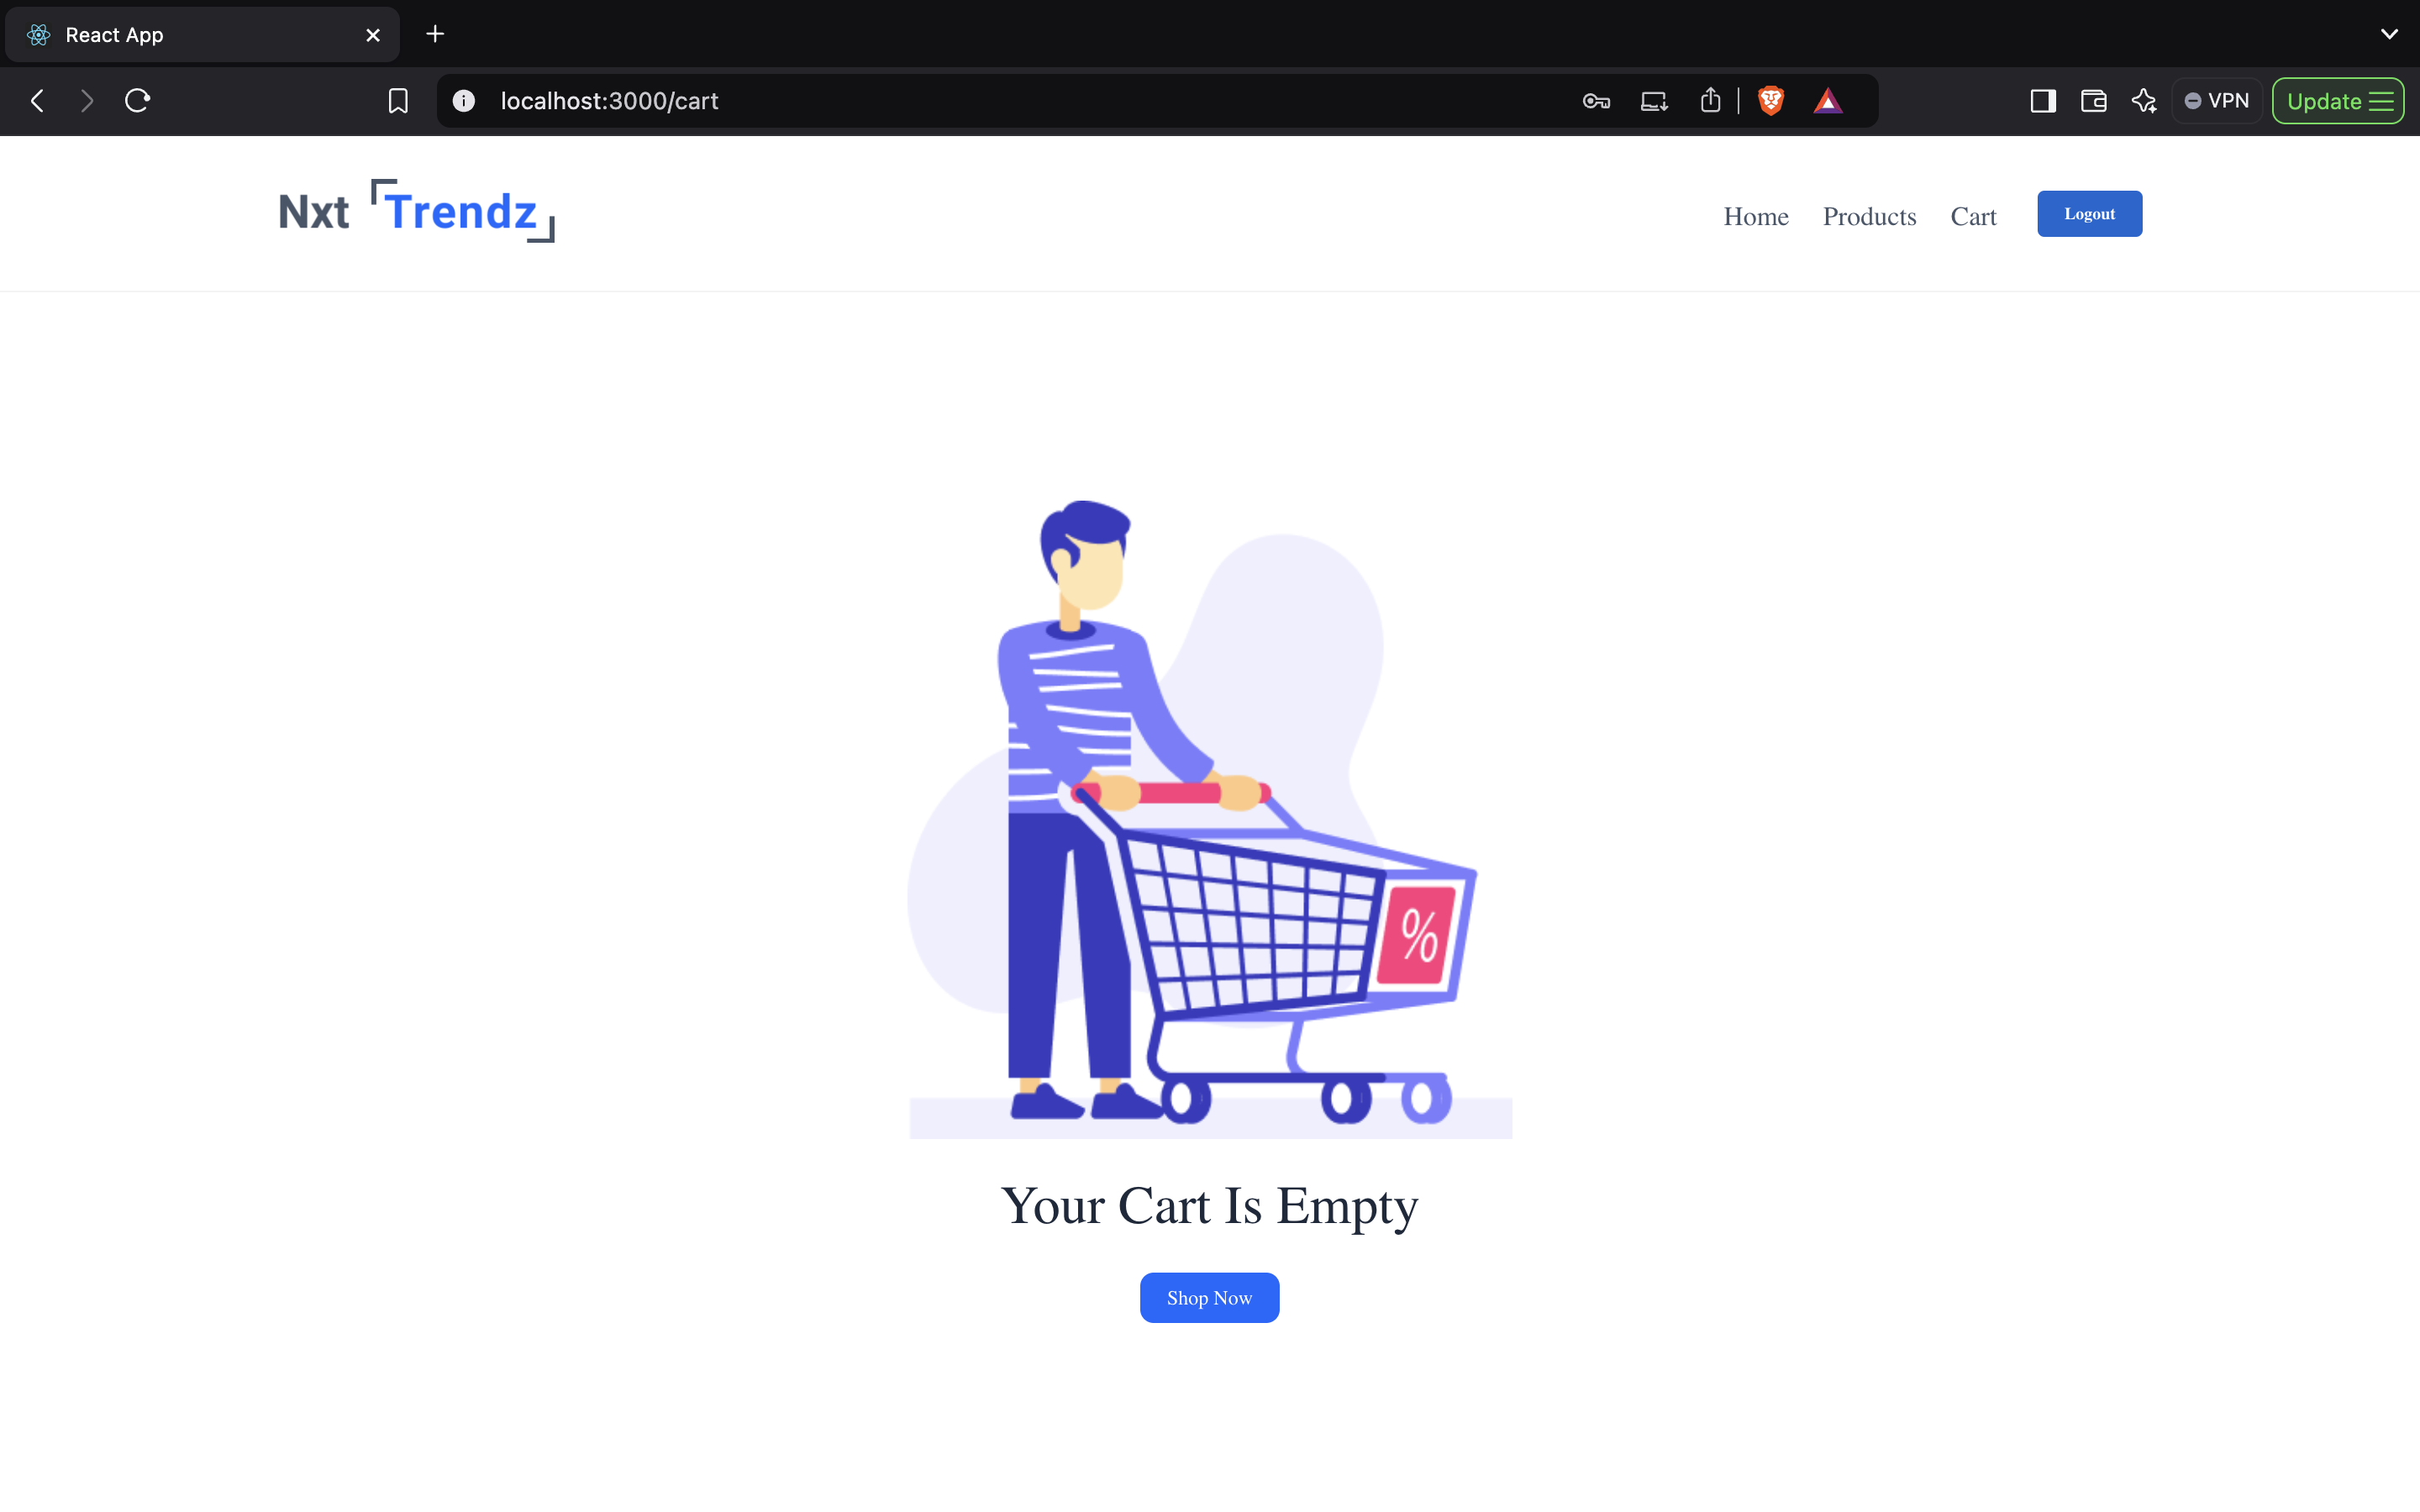 React App
localhost:3000/cart
VPN
Update
Nxt Trendz
Home Products Cart Logout
%
Your Cart Is Empty
Shop Now